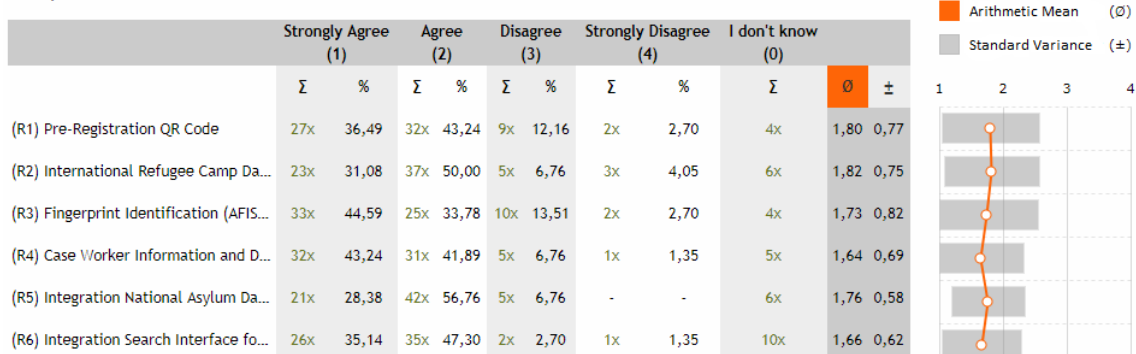 Arithmetic Mean (Ø)
Standard Variance (±)
Strongly Agree (1) Agree (2) Disagree (3) Strongly Disagree (4) I don't know (0)
Σ % Σ % Σ % Σ % Σ Ø ±
1 2 3 4
(R1) Pre-Registration QR Code 27x 36,49 32x 43,24 9x 12,16 2x 2,70 4x 1,80 0,77
(R2) International Refugee Camp Da... 23x 31,08 37x 50,00 5x 6,76 3x 4,05 6x 1,82 0,75
(R3) Fingerprint Identification (AFIS... 33x 44,59 25x 33,78 10x 13,51 2x 2,70 4x 1,73 0,82
(R4) Case Worker Information and D... 32x 43,24 31x 41,89 5x 6,76 1x 1,35 5x 1,64 0,69
(R5) Integration National Asylum Da... 21x 28,38 42x 56,76 5x 6,76 - - 6x 1,76 0,58
(R6) Integration Search Interface fo... 26x 35,14 35x 47,30 2x 2,70 1x 1,35 10x 1,66 0,62